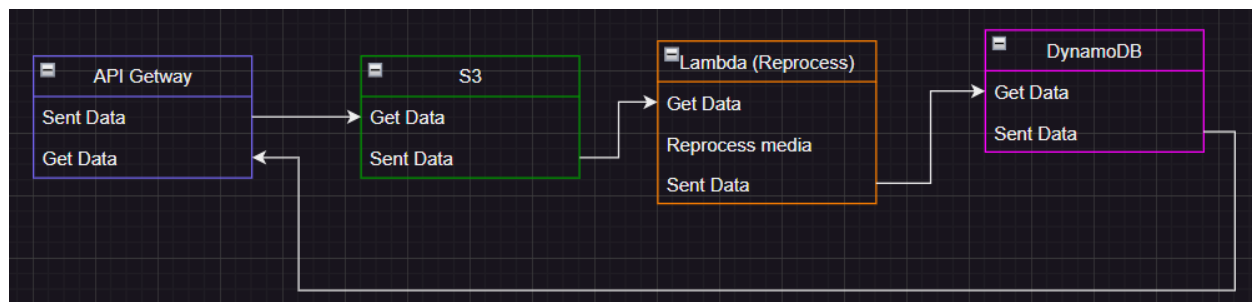 API Getway
Sent Data
Get Data
S3
Get Data
Sent Data
Lambda (Reprocess)
Get Data
Reprocess media
Sent Data
DynamoDB
Get Data
Sent Data